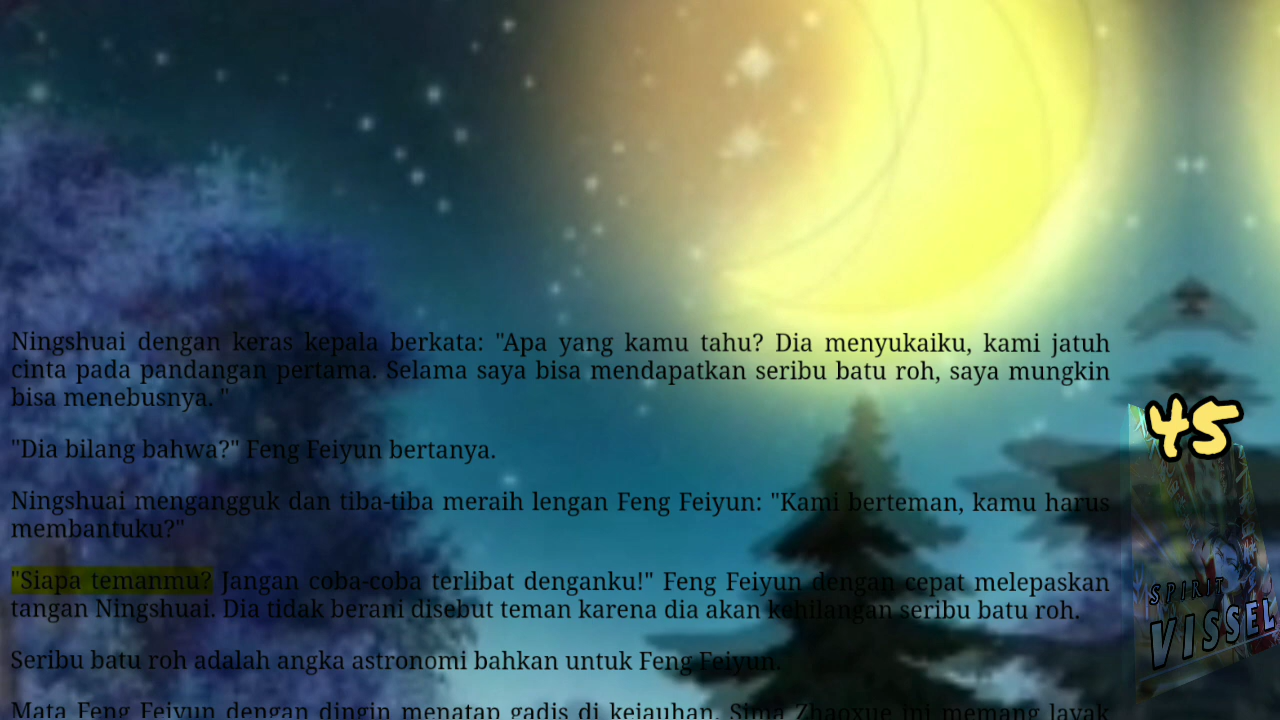 Ningshuai dengan keras kepala berkata: "Apa yang kamu tahu? Dia menyukaiku, kami jatuh
cinta pada pandangan pertama. Selama saya bisa mendapatkan seribu batu roh, saya mungkin
bisa menebusnya. "
"Dia bilang bahwa?" Feng Feiyun bertanya.
Ningshuai mengangguk dan tiba-tiba meraih lengan Feng Feiyun: "Kami berteman, kamu harus
membantuku?"
"Siapa temanmu? Jangan coba-coba terlibat denganku!" Feng Feiyun dengan cepat melepaskan
tangan Ningshuai. Dia tidak berani disebut teman karena dia akan kehilangan seribu batu roh.
Seribu batu roh adalah angka astronomi bahkan untuk Feng Feiyun.
Mata Feng Feiyun dengan dingin menatap gadis di kejauhan. Sima Zhaoxue ini memang layak
45
SPIRIT
VISSEL